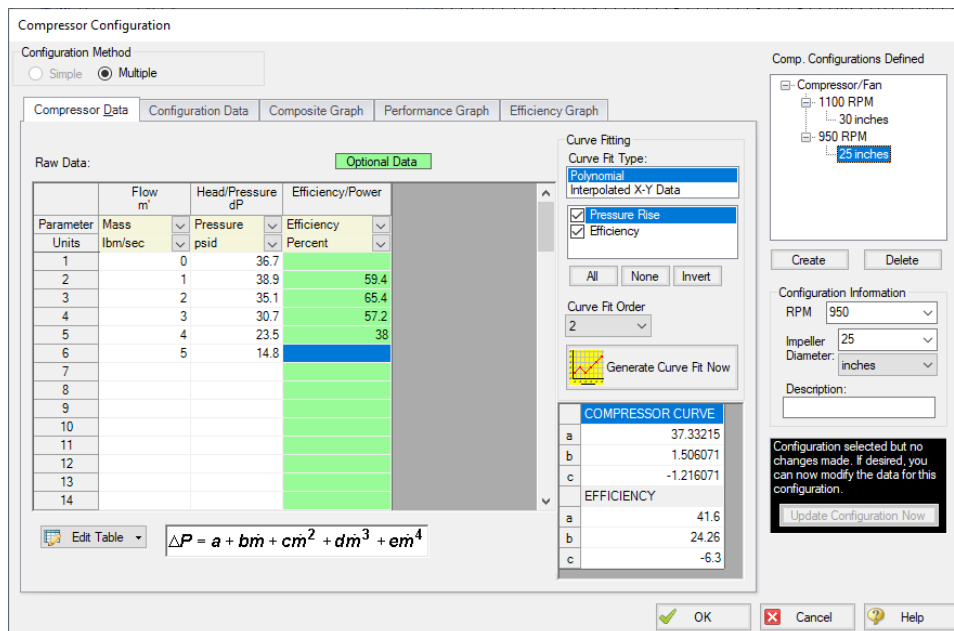 Compressor Configuration
Configuration Method
Simple Multiple
Compressor Data Configuration Data Composite Graph Performance Graph Efficiency Graph
Raw Data: Optional Data
Flow Head/Pressure Efficiency/Power
m' dP
Parameter Mass Pressure Efficiency
Units lbm/sec psid Percent
1 0 36.7
2 1 38.9 59.4
3 2 35.1 65.4
4 3 30.7 57.2
5 4 23.5 38
6 5 14.8
7
8
9
10
11
12
13
14
Edit Table
ΔP = a + bṁ + cṁ² + dṁ³ + eṁ⁴
Curve Fitting
Curve Fit Type:
Polynomial
Interpolated X-Y Data
Pressure Rise
Efficiency
All None Invert
Curve Fit Order
2
Generate Curve Fit Now
COMPRESSOR CURVE
a 37.33215
b 1.506071
c -1.216071
EFFICIENCY
a 41.6
b 24.26
c -6.3
Comp. Configurations Defined
Compressor/Fan
1100 RPM
30 inches
950 RPM
25 inches
Create Delete
Configuration Information
RPM 950
Impeller 25
Diameter: inches
Description:
Configuration selected but no
changes made. If desired, you
can now modify the data for this
configuration.
Update Configuration Now
OK Cancel Help